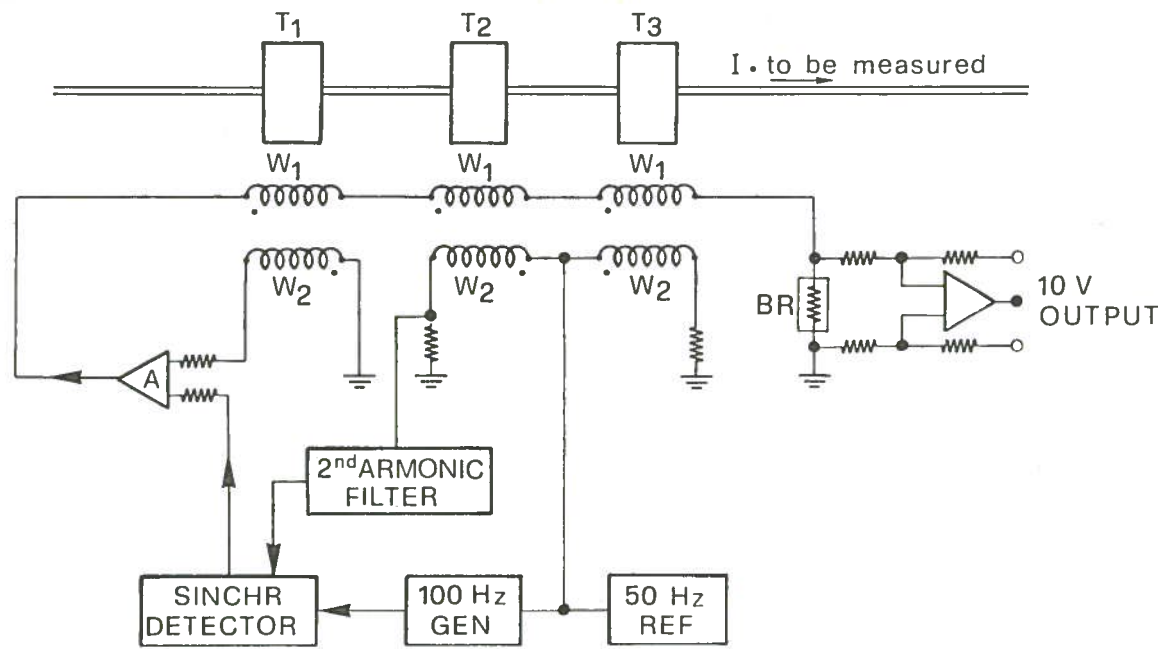 T1 T2 T3
I. to be measured
W1 W1 W1
W2 W2 W2
BR
10 V
OUTPUT
A
2nd ARMONIC
FILTER
SINCHR
DETECTOR
100 Hz
GEN
50 Hz
REF